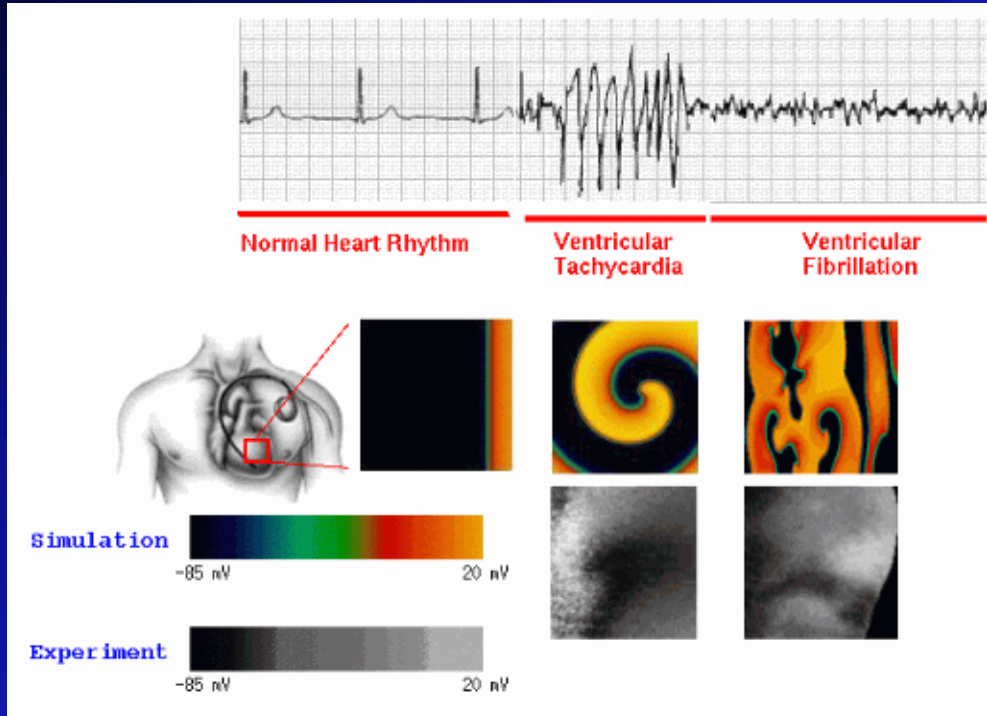 Normal Heart Rhythm
Ventricular
Tachycardia
Ventricular
Fibrillation
Simulation
-85 mV
20 mV
Experiment
-85 mV
20 mV